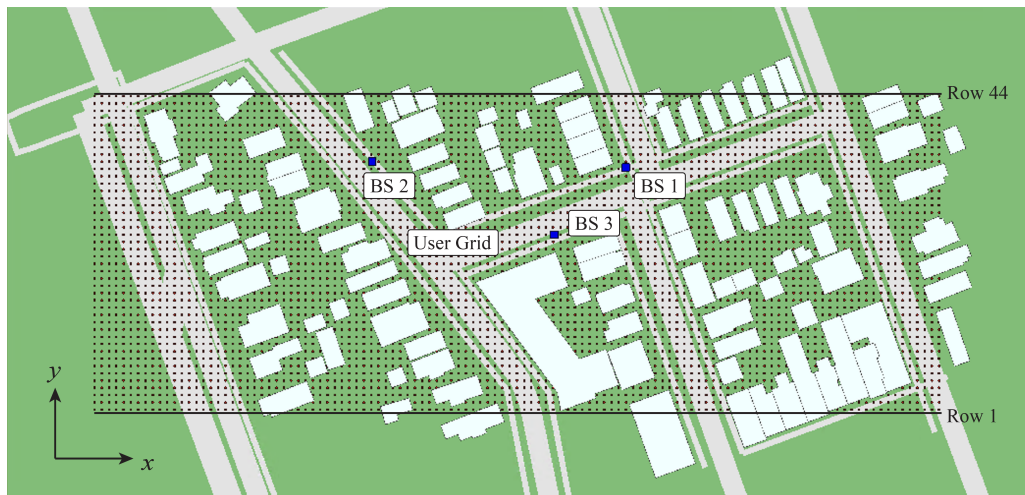 Row 44
BS 2
BS 1
BS 3
User Grid
y
x
Row 1